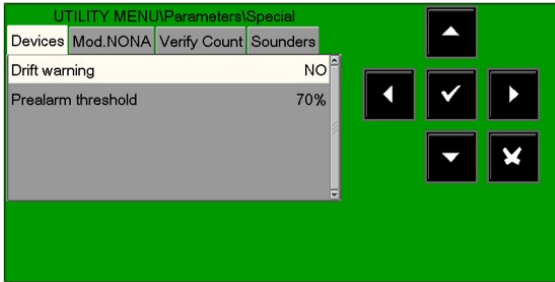 UTILITY MENU\Parameters\Special
Devices Mod.NONA Verify Count Sounders
Drift warning NO
Prealarm threshold 70%